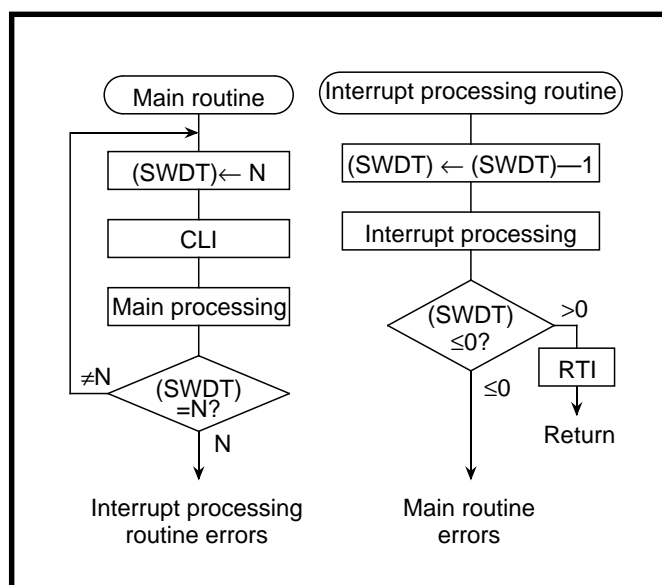 Main routine
(SWDT)← N
CLI
Main processing
≠N
(SWDT)
=N?
N
Interrupt processing
routine errors
Interrupt processing routine
(SWDT) ← (SWDT)—1
Interrupt processing
(SWDT)
≤0?
>0
≤0
RTI
Return
Main routine
errors